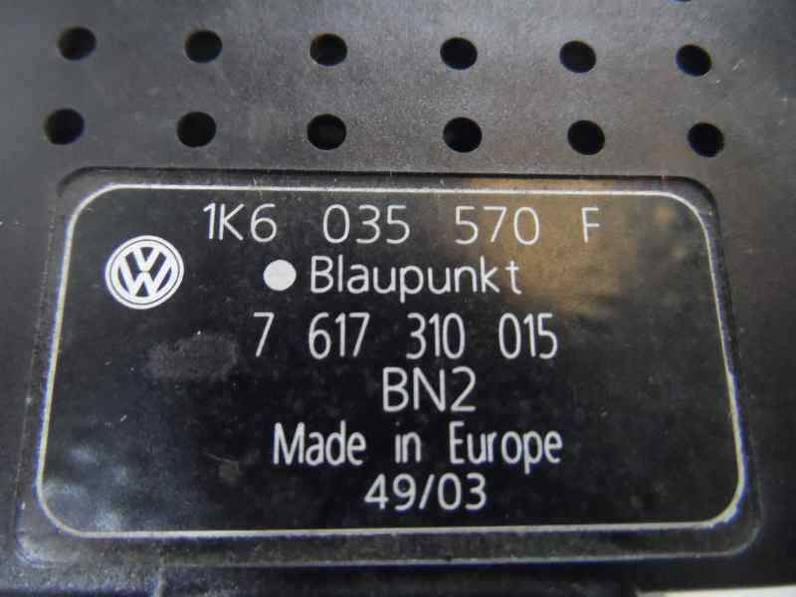 1K6 035 570 F
Blaupunkt
7 617 310 015
BN2
Made in Europe
49/03